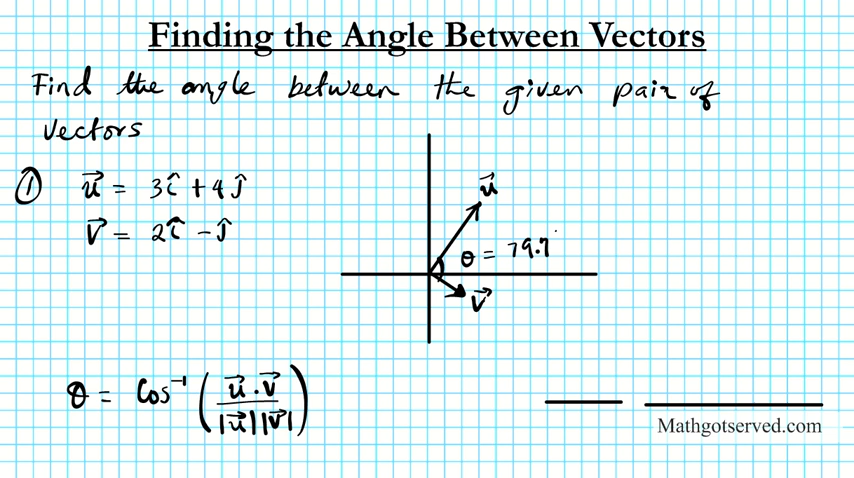 Finding the Angle Between Vectors
Find the angle between the given pair of
vectors
① u⃗ = 3î + 4ĵ
v⃗ = 2î - ĵ
u⃗
θ = 79.7
v⃗
θ = cos⁻¹ ( u⃗ · v⃗ / |u⃗||v⃗| )
Mathgotserved.com